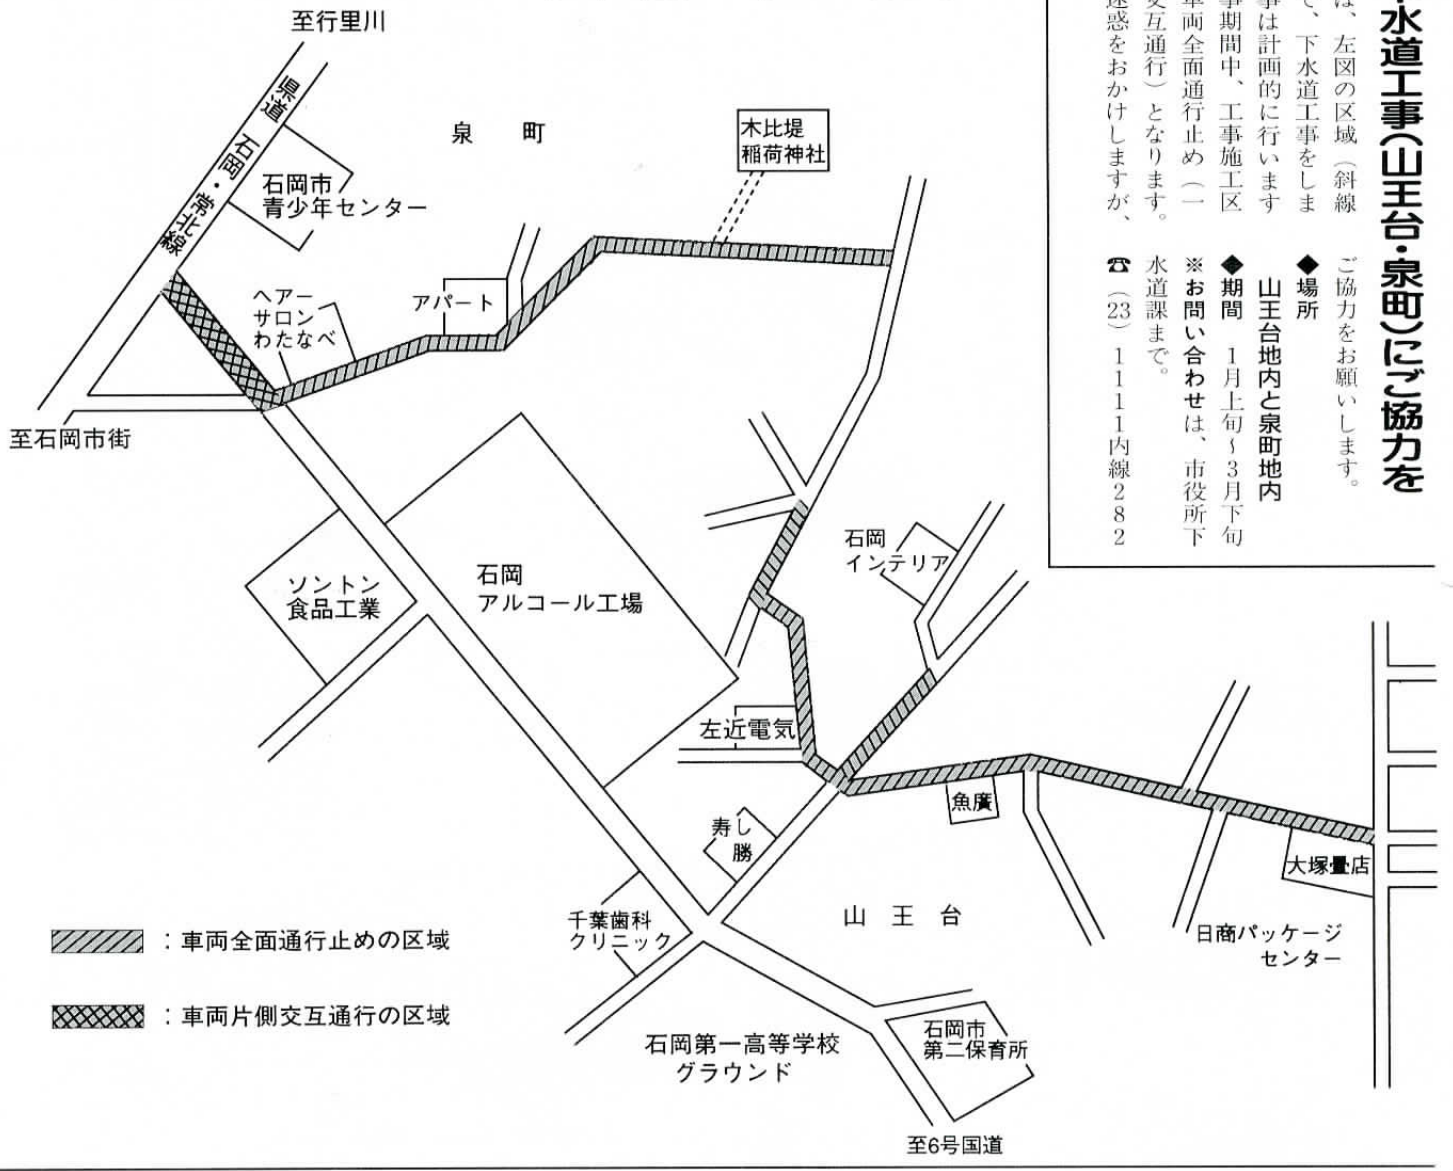 水道工事(山王台・泉町)にご協力を
は、左図の区域（斜線
で、下水道工事をしま
事は計画的に行います
事期間中、工事施工区
車両全面通行止め（一
交互通行）となります。
迷惑をおかけしますが、
ご協力をお願いします。
◆場所
山王台地内と泉町地内
◆期間　1月上旬～3月下旬
※お問い合わせは、市役所下
水道課まで。
☎（23）1111内線282
至行里川
県道　石岡・常北線
石岡市
青少年センター
泉　町
木比堤
稲荷神社
ヘアー
サロン
わたなべ
アパート
至石岡市街
ソントン
食品工業
石岡
アルコール工場
石岡
インテリア
左近電気
寿し
勝
魚廣
大塚畳店
千葉歯科
クリニック
山　王　台
日商パッケージ
センター
：車両全面通行止めの区域
：車両片側交互通行の区域
石岡第一高等学校
グラウンド
石岡市
第二保育所
至6号国道